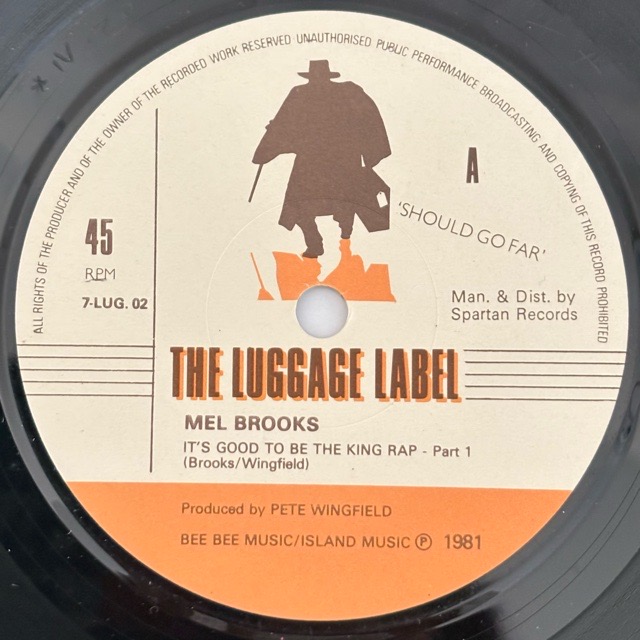 ALL RIGHTS OF THE PRODUCER AND OF THE OWNER OF THE RECORDED WORK RESERVED UNAUTHORISED PUBLIC PERFORMANCE BROADCASTING AND COPYING OF THIS RECORD PROHIBITED
X IV
A
'SHOULD GO FAR'
45
RPM
7-LUG. 02
Man. & Dist. by
Spartan Records
THE LUGGAGE LABEL
MEL BROOKS
IT'S GOOD TO BE THE KING RAP - Part 1
(Brooks/Wingfield)
Produced by PETE WINGFIELD
BEE BEE MUSIC/ISLAND MUSIC ℗ 1981